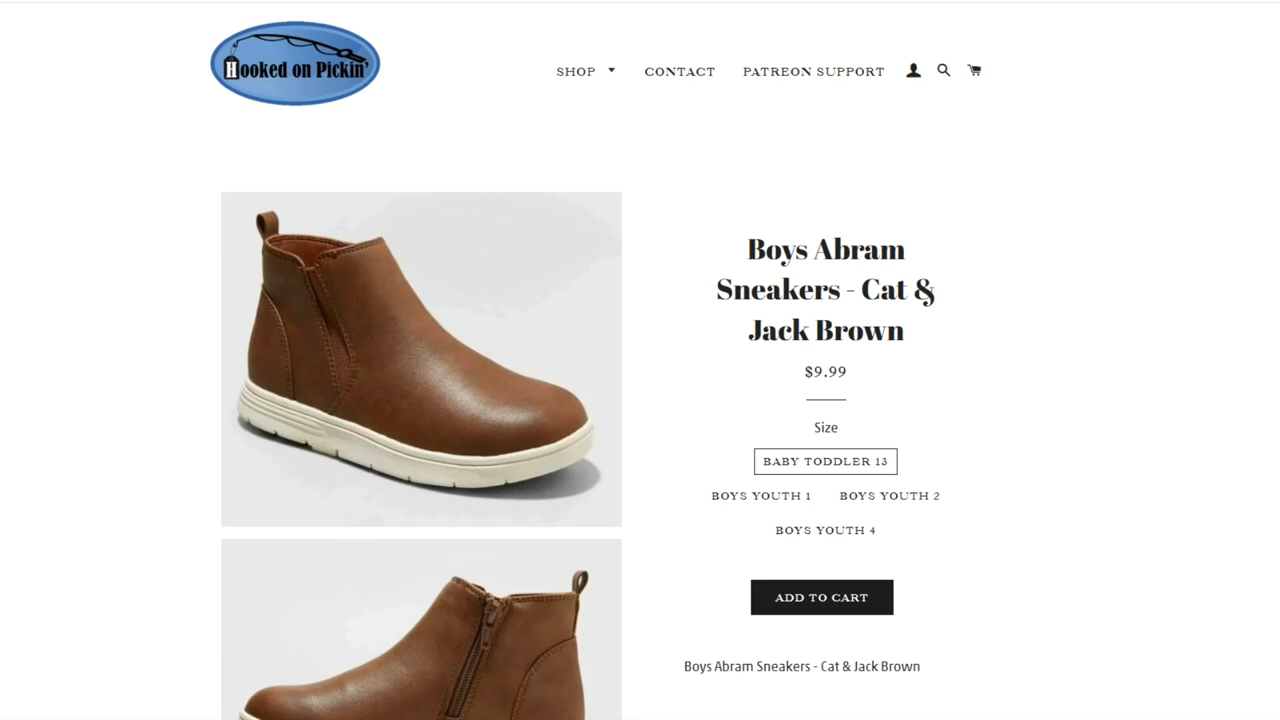 Hooked on Pickin'
SHOP
CONTACT
PATREON SUPPORT
Boys Abram
Sneakers - Cat &
Jack Brown
$9.99
Size
BABY TODDLER 13
BOYS YOUTH 1
BOYS YOUTH 2
BOYS YOUTH 4
ADD TO CART
Boys Abram Sneakers - Cat & Jack Brown